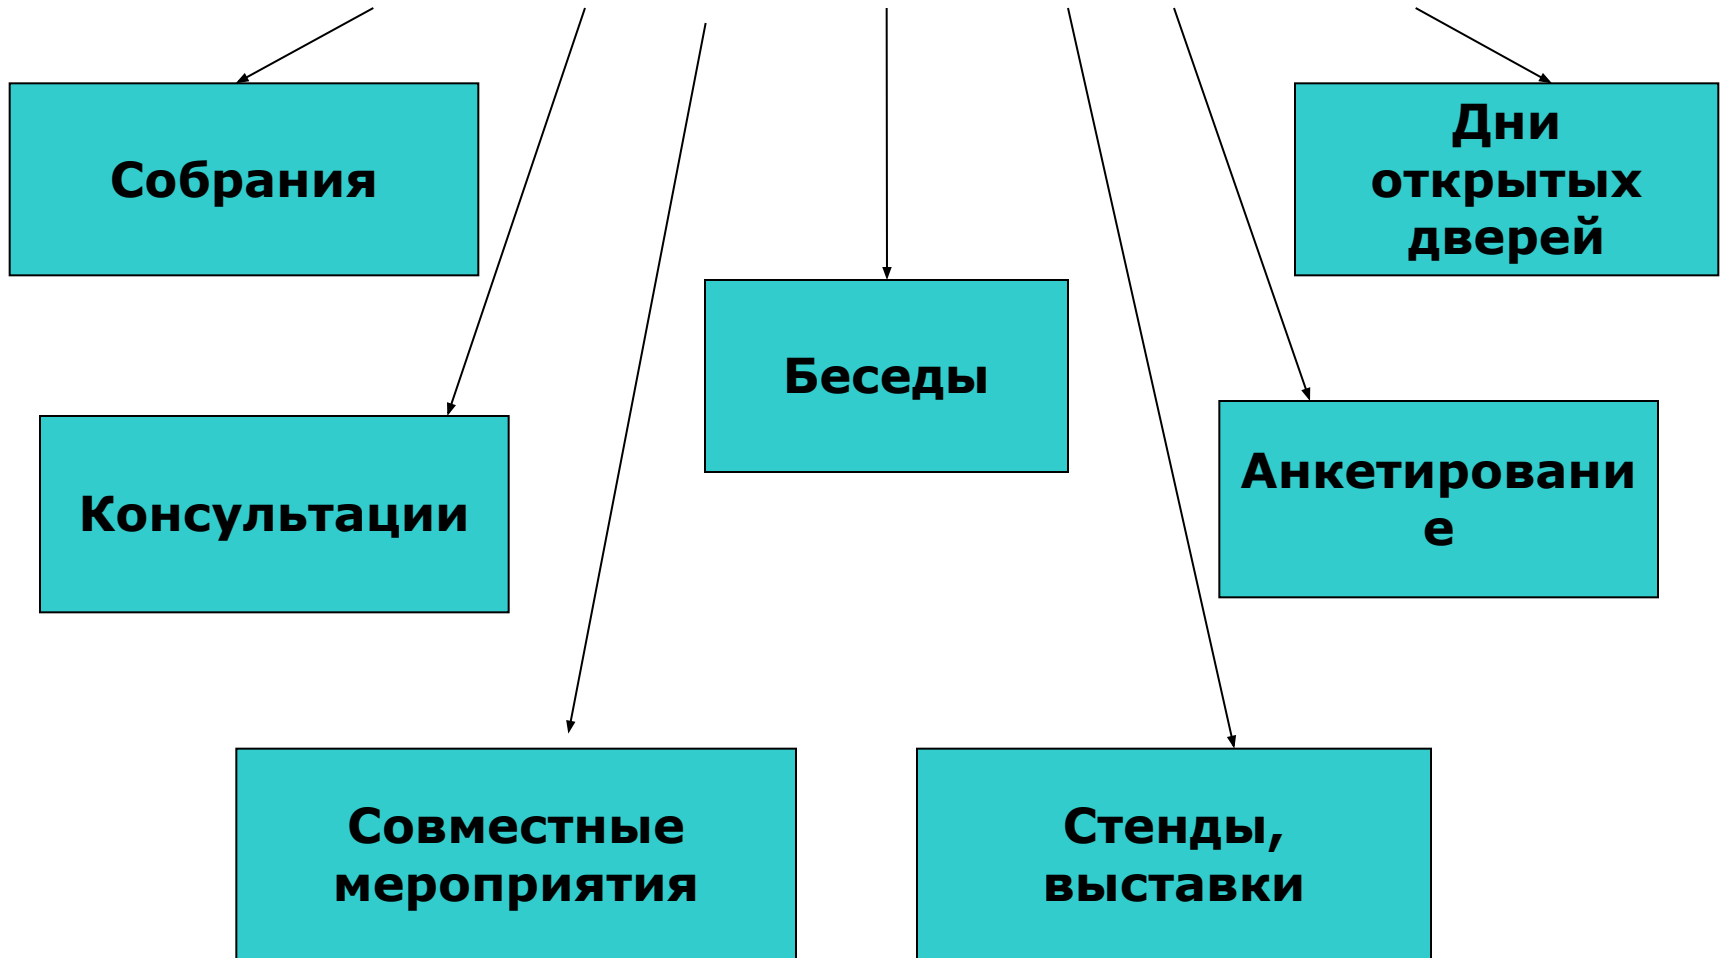 Собрания
Дни
открытых
дверей
Беседы
Консультации
Анкетировани
е
Совместные
мероприятия
Стенды,
выставки